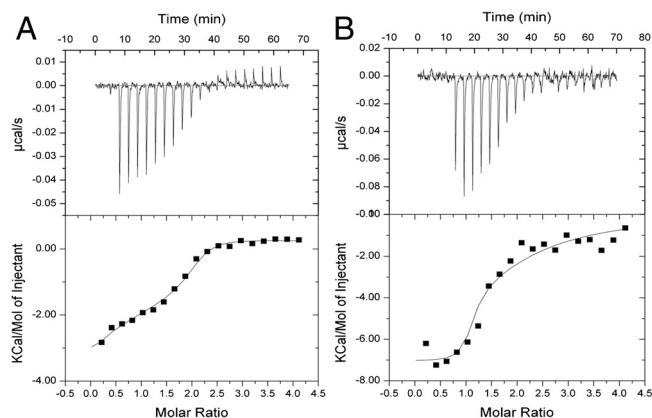 A
Time (min)
-10 0 10 20 30 40 50 60 70
0.01
0.00
-0.01
-0.02
-0.03
-0.04
-0.05
µcal/s
0.00
-2.00
-4.00
KCal/Mol of Injectant
-0.5 0.0 0.5 1.0 1.5 2.0 2.5 3.0 3.5 4.0 4.5
Molar Ratio
B
Time (min)
-20 -10 0 10 20 30 40 50 60 70 80
0.02
0.00
-0.02
-0.04
-0.06
-0.08
µcal/s
-2.00
-4.00
-6.00
-8.00
KCal/Mol of Injectant
-0.5 0.0 0.5 1.0 1.5 2.0 2.5 3.0 3.5 4.0 4.5
Molar Ratio